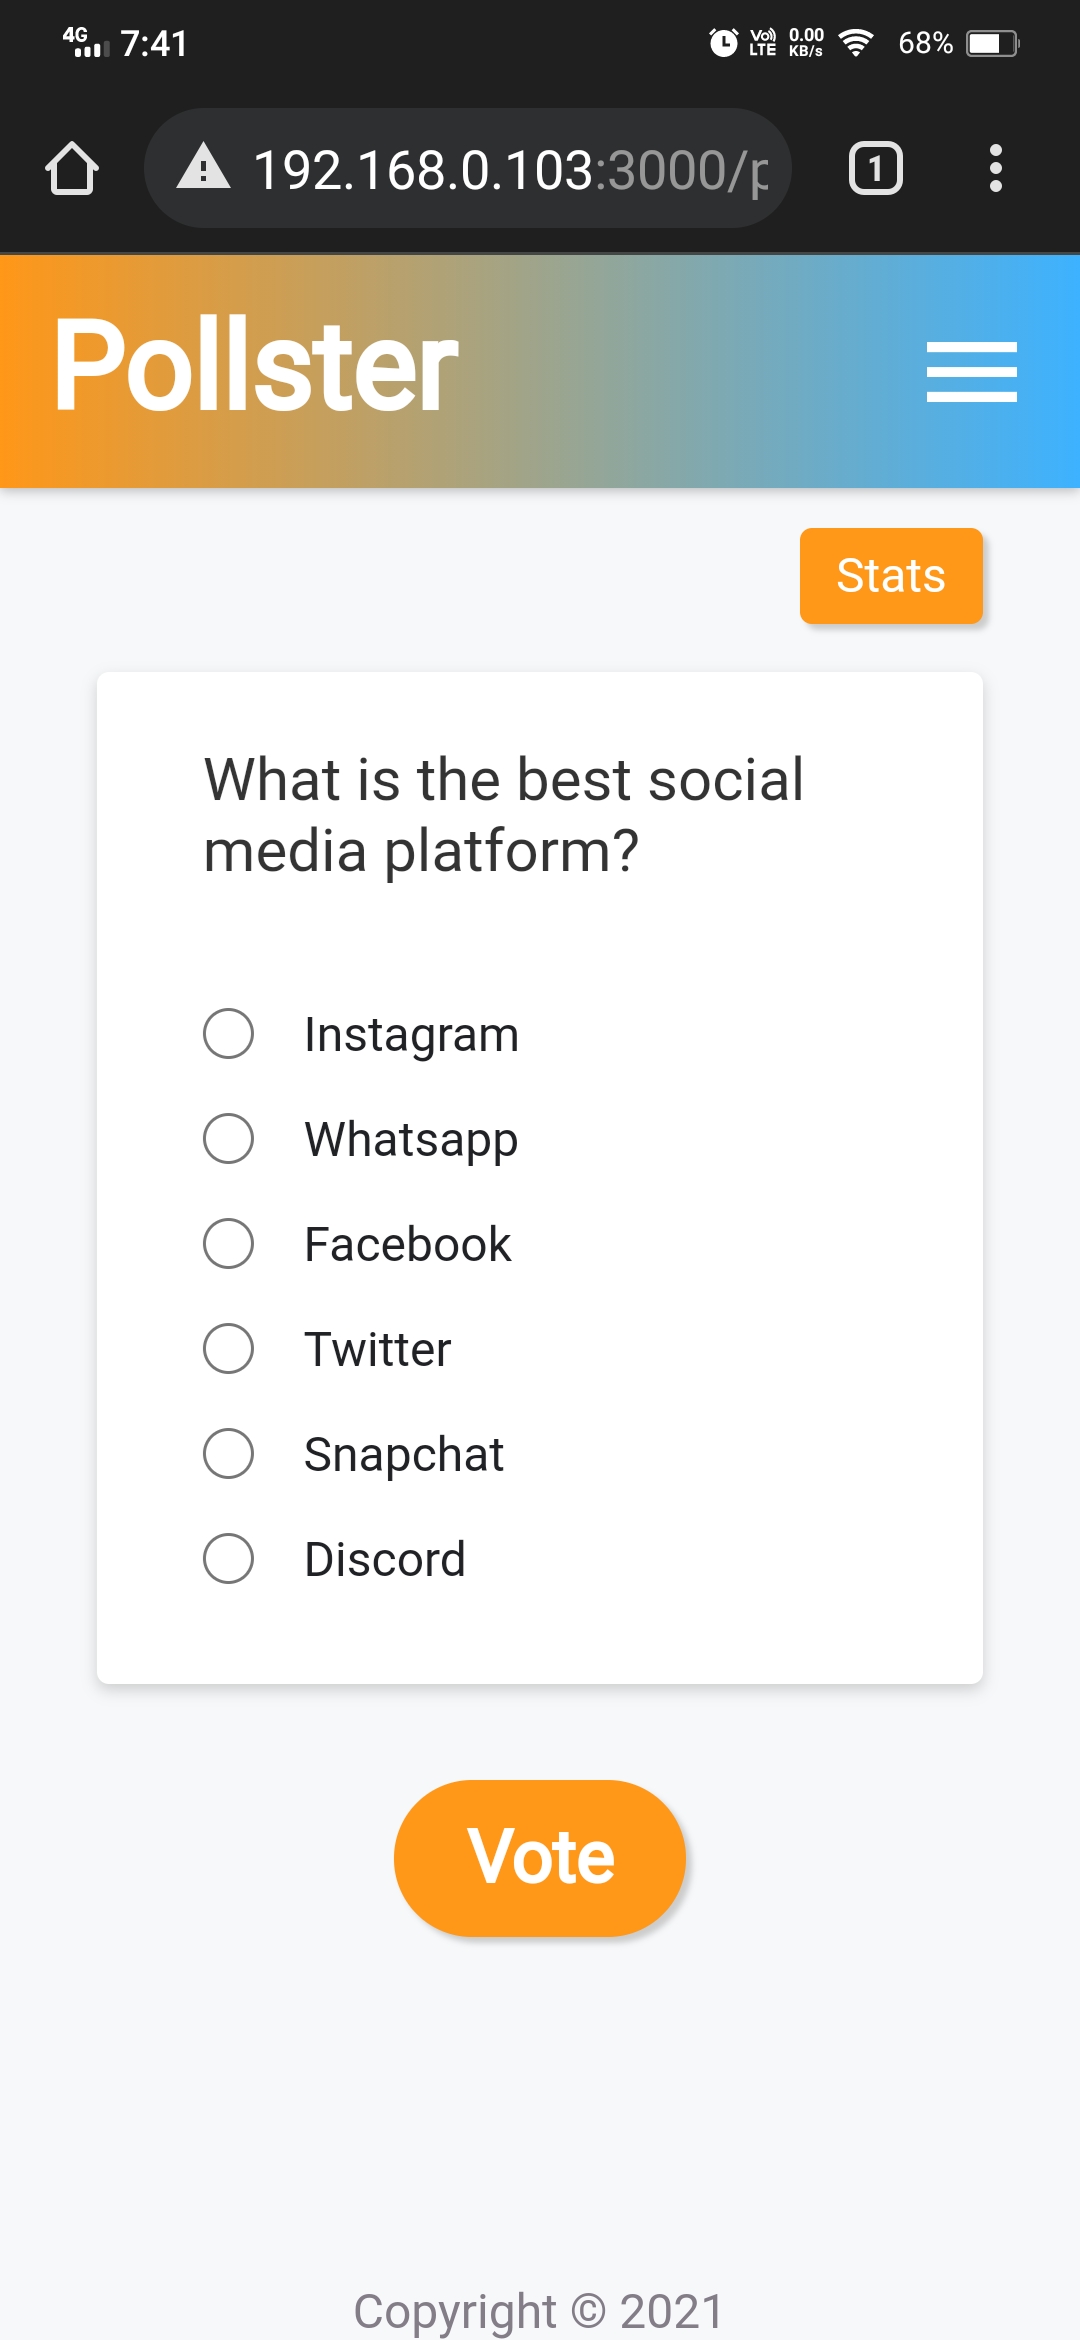 4G 7:41 Vo) LTE 0.00 KB/s 68%
192.168.0.103:3000/p 1
Pollster
Stats
What is the best social
media platform?
Instagram
Whatsapp
Facebook
Twitter
Snapchat
Discord
Vote
Copyright © 2021